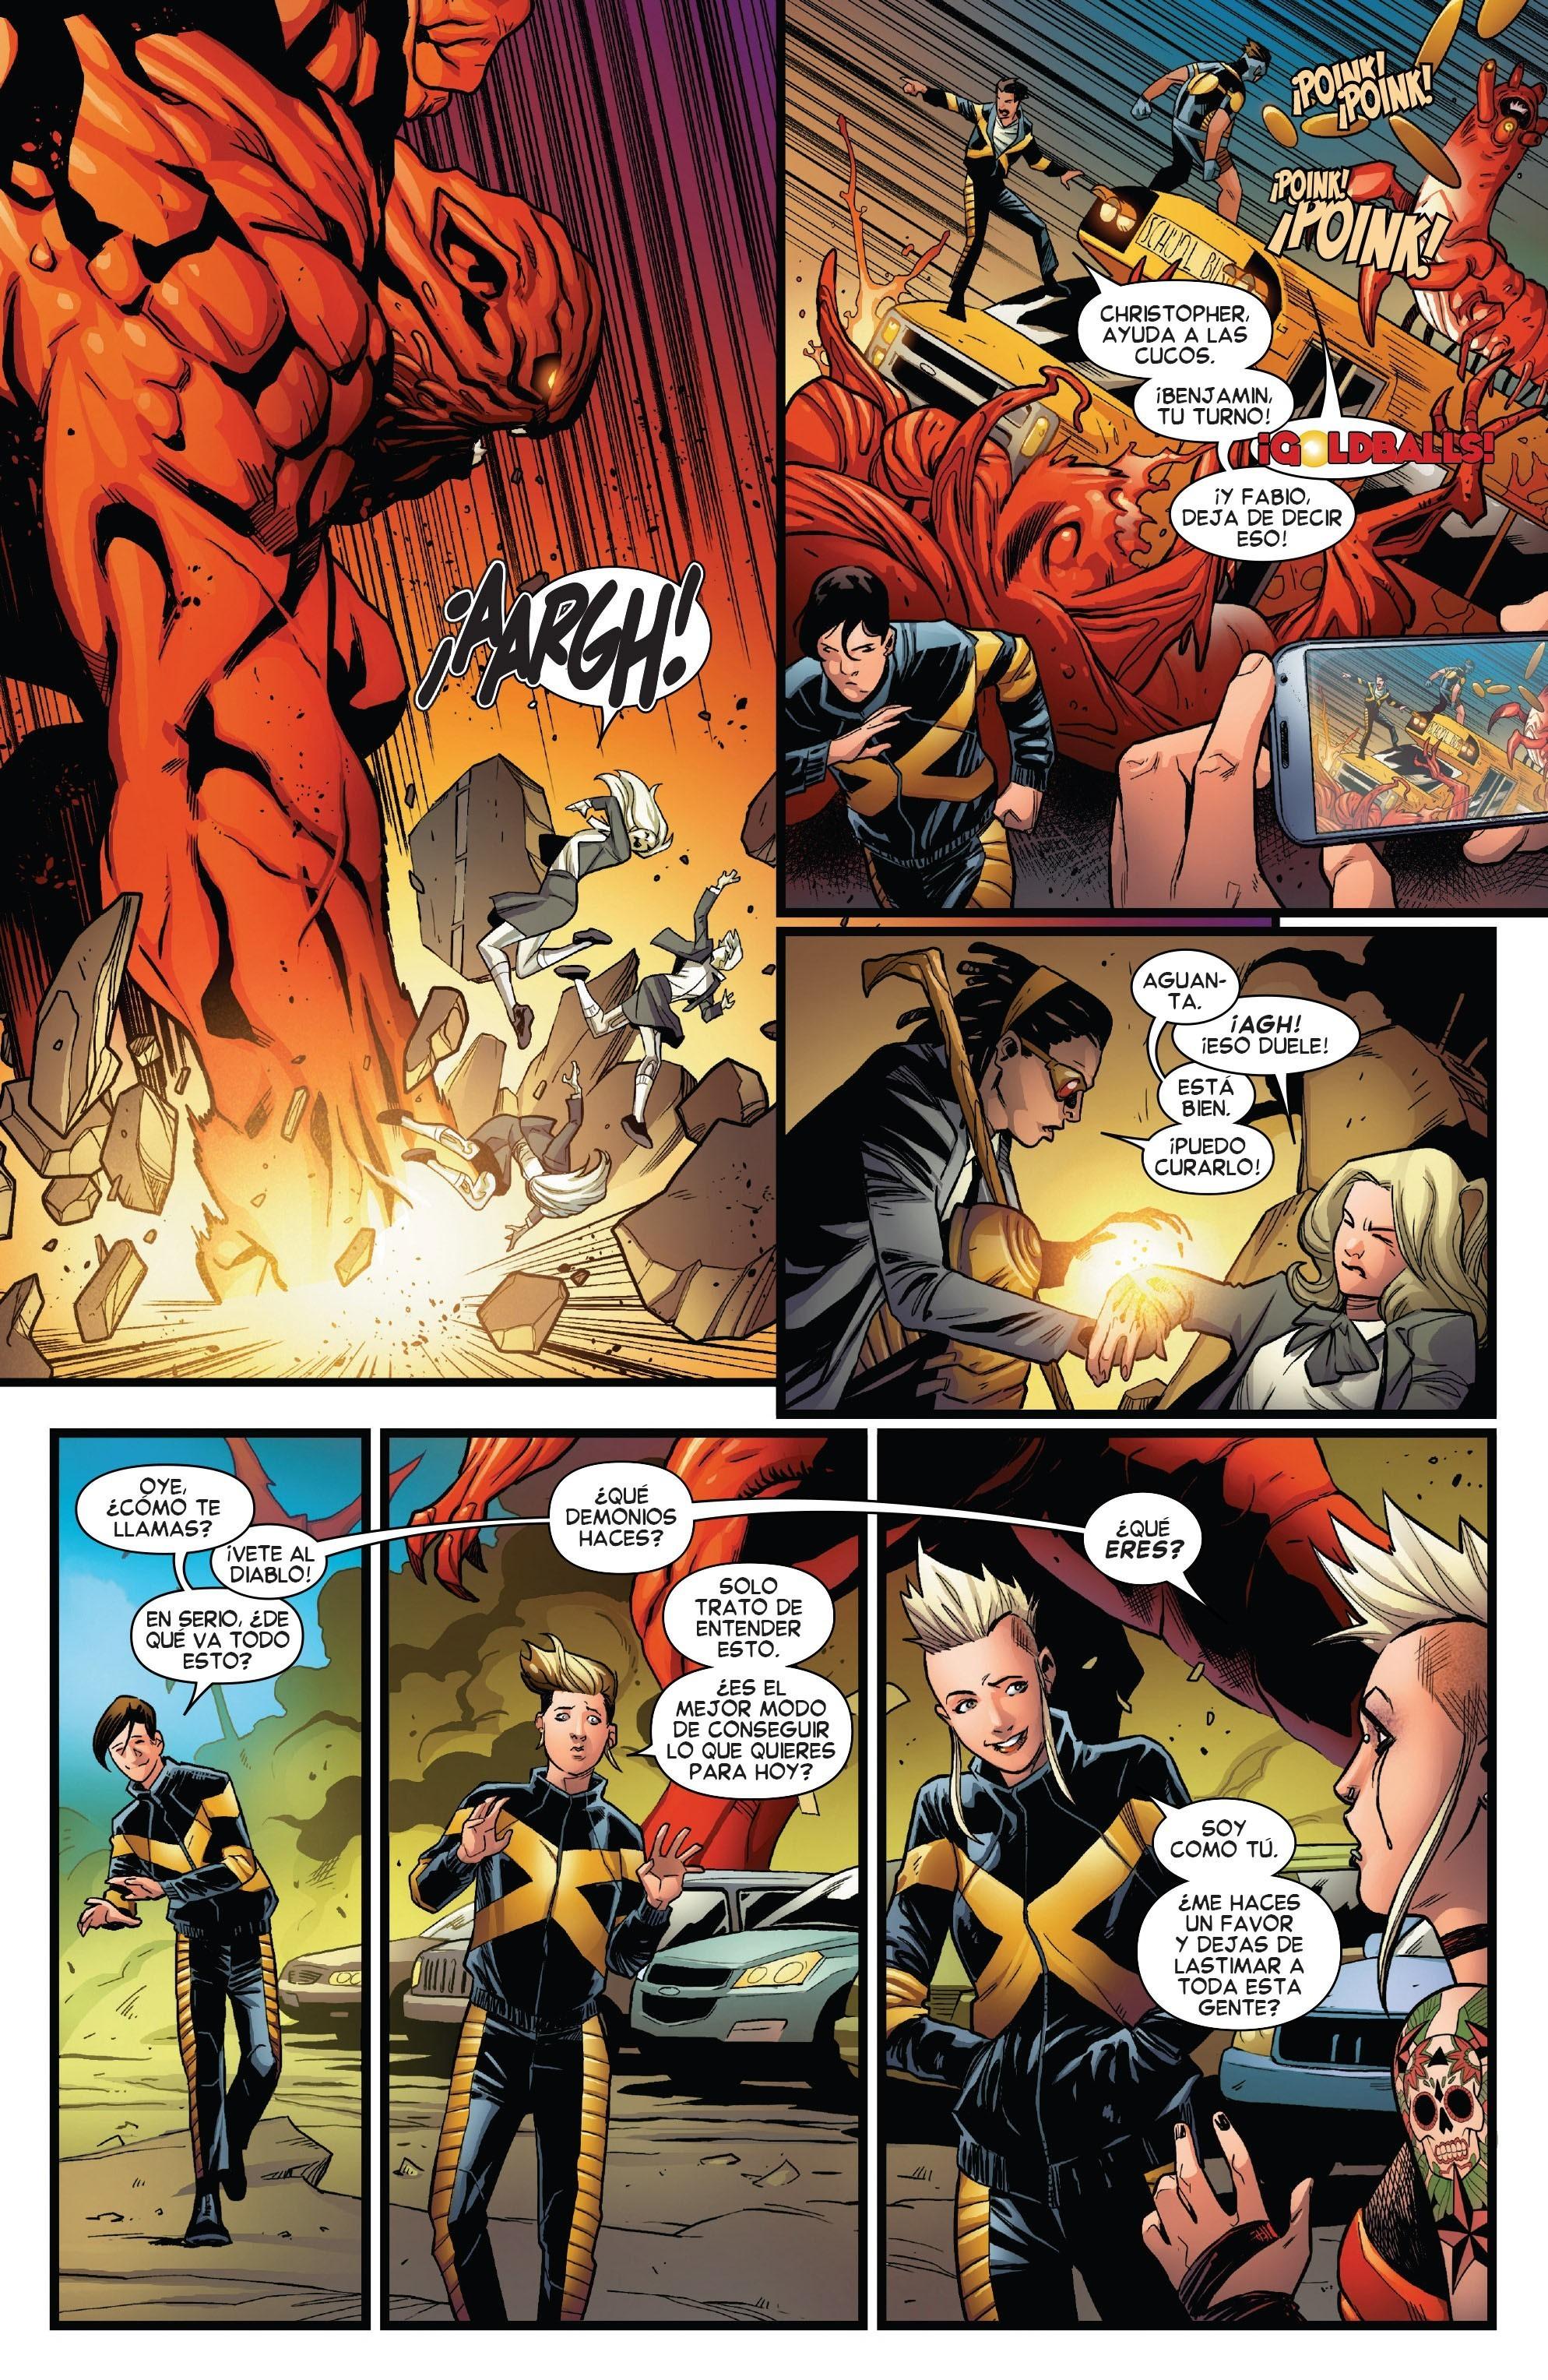 ¡AARGH!
¡POINK!
¡POINK!
¡POINK!
¡POINK!
SCHOOL BUS
CHRISTOPHER,
AYUDA A LAS
CUCOS.
¡BENJAMIN,
TU TURNO!
¡GOLDBALLS!
¡Y FABIO,
DEJA DE DECIR
ESO!
AGUAN-
TA.
¡AGH!
¡ESO DUELE!
ESTÁ
BIEN.
¡PUEDO
CURARLO!
OYE,
¿CÓMO TE
LLAMAS?
¡VETE AL
DIABLO!
EN SERIO, ¿DE
QUÉ VA TODO
ESTO?
¿QUÉ
DEMONIOS
HACES?
SOLO
TRATO DE
ENTENDER
ESTO.
¿ES EL
MEJOR MODO
DE CONSEGUIR
LO QUE QUIERES
PARA HOY?
¿QUÉ
ERES?
SOY
COMO TÚ.
¿ME HACES
UN FAVOR
Y DEJAS DE
LASTIMAR A
TODA ESTA
GENTE?